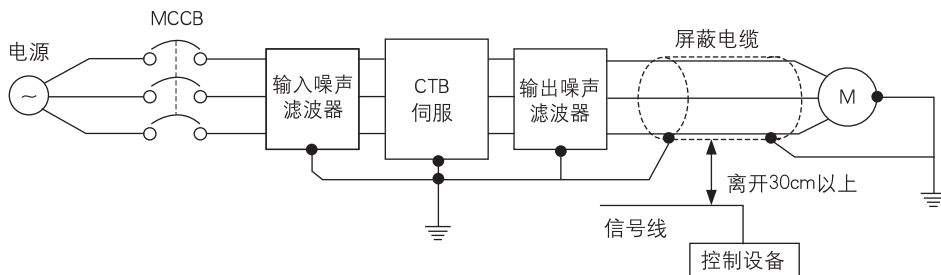 MCCB
电源
屏蔽电缆
输入噪声
滤波器
CTB
伺服
输出噪声
滤波器
M
离开30cm以上
信号线
控制设备